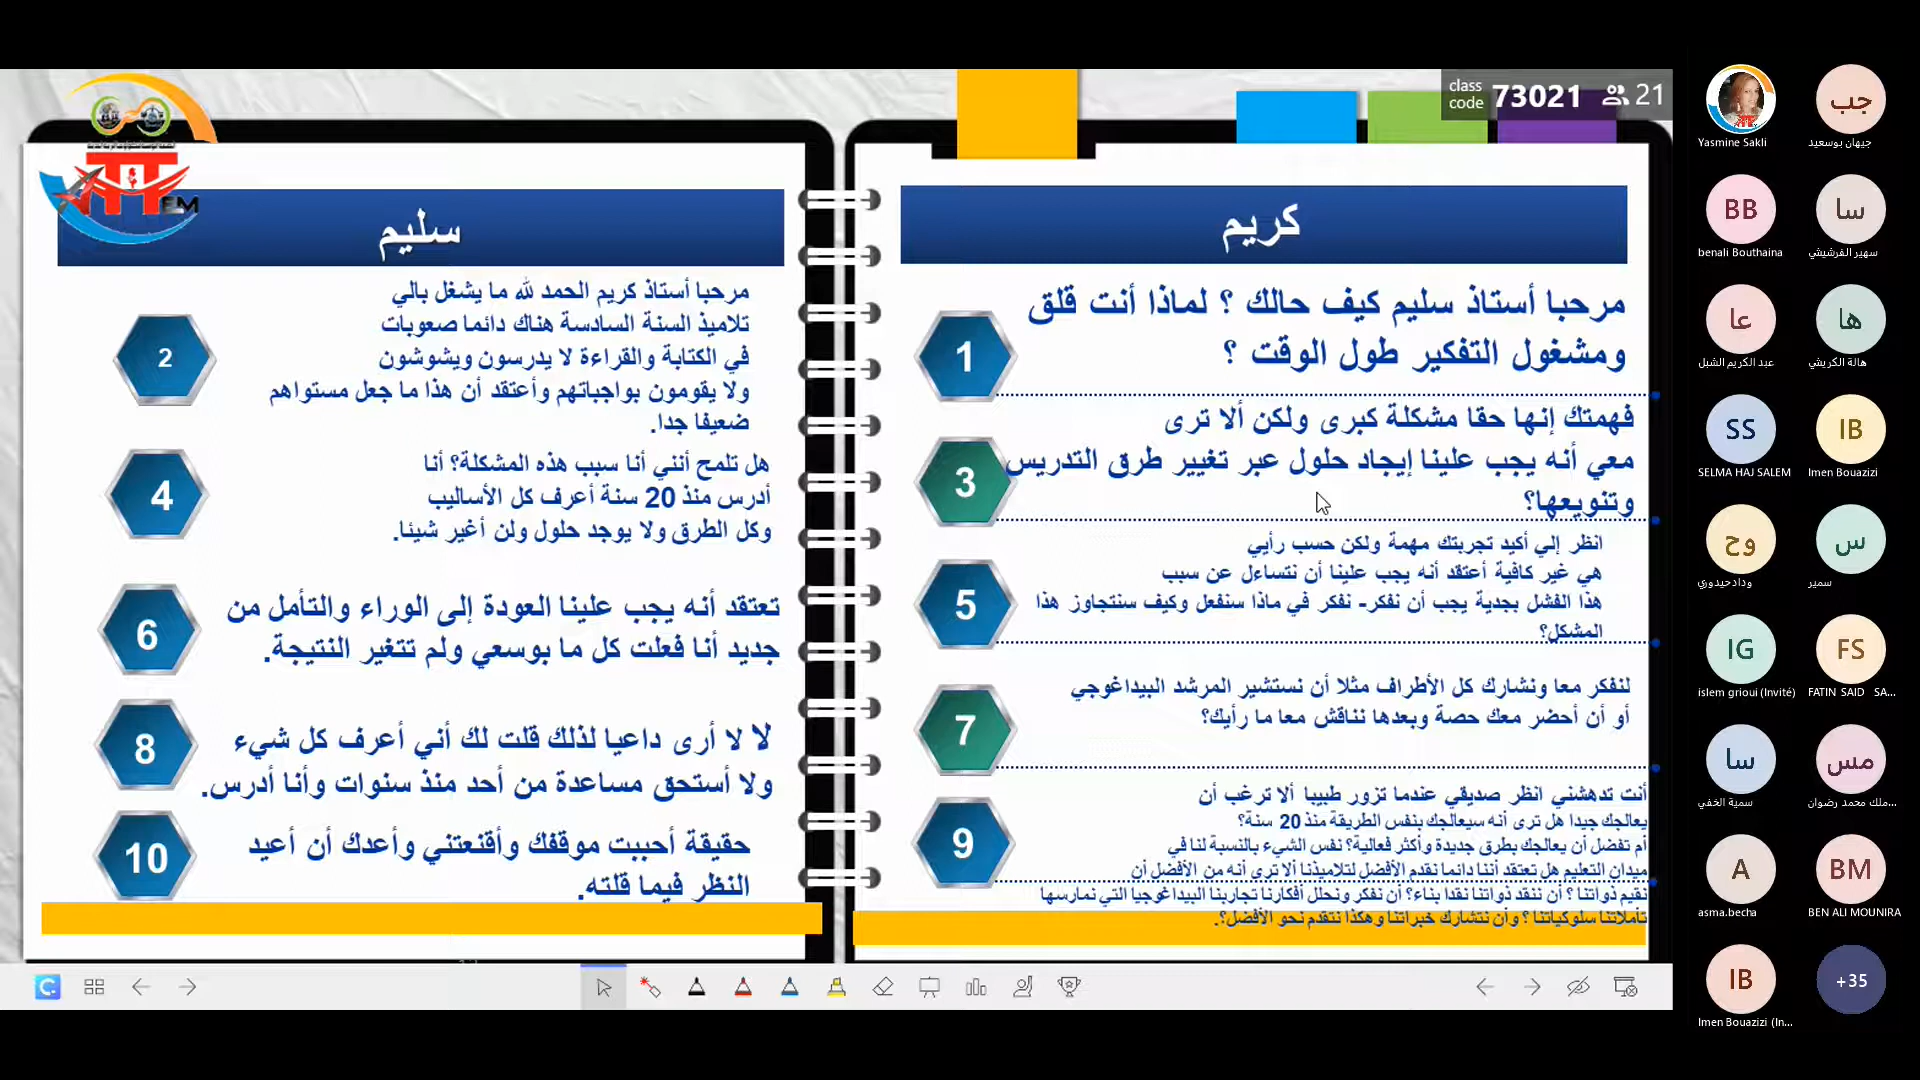 class code 73021 21
كريم
1
مرحبا أستاذ سليم كيف حالك ؟ لماذا أنت قلق
ومشغول التفكير طول الوقت ؟
3
فهمتك إنها حقا مشكلة كبرى ولكن ألا ترى
معي أنه يجب علينا إيجاد حلول عبر تغيير طرق التدريس
وتنويعها؟
5
انظر إلي أكيد تجربتك مهمة ولكن حسب رأيي
هي غير كافية أعتقد أنه يجب علينا أن نتساءل عن سبب
هذا الفشل بجدية يجب أن نفكر- نفكر في ماذا سنفعل وكيف سنتجاوز هذا
المشكل؟
7
لنفكر معا ونشارك كل الأطراف مثلا أن نستشير المرشد البيداغوجي
أو أن أحضر معك حصة وبعدها نناقش معا ما رأيك؟
9
أنت تدهشني انظر صديقي عندما تزور طبيبا ألا ترغب أن
يعالجك جيدا هل ترى أنه سيعالجك بنفس الطريقة منذ 20 سنة؟
أم تفضل أن يعالجك بطرق جديدة وأكثر فعالية؟ نفس الشيء بالنسبة لنا في
ميدان التعليم هل تعتقد أننا دائما نقدم الأفضل لتلاميذنا ألا ترى أنه من الأفضل أن
نقيم ذواتنا ؟ أن ننقد ذواتنا نقدا بناء؟ أن نفكر ونحلل أفكارنا تجاربنا البيداغوجيا التي نمارسها
تأملاتنا سلوكياتنا ؟ وأن نتشارك خبراتنا وهكذا نتقدم نحو الأفضل؟.
سليم
2
مرحبا أستاذ كريم الحمد لله ما يشغل بالي
تلاميذ السنة السادسة هناك دائما صعوبات
في الكتابة والقراءة لا يدرسون ويشوشون
ولا يقومون بواجباتهم وأعتقد أن هذا ما جعل مستواهم
ضعيفا جدا.
4
هل تلمح أنني أنا سبب هذه المشكلة؟ أنا
أدرس منذ 20 سنة أعرف كل الأساليب
وكل الطرق ولا يوجد حلول ولن أغير شيئا.
6
تعتقد أنه يجب علينا العودة إلى الوراء والتأمل من
جديد أنا فعلت كل ما بوسعي ولم تتغير النتيجة.
8
لا لا أرى داعيا لذلك قلت لك أني أعرف كل شيء
ولا أستحق مساعدة من أحد منذ سنوات وأنا أدرس.
10
حقيقة أحببت موقفك وأقنعتني وأعدك أن أعيد
النظر فيما قلته.
Yasmine Sakli
جب
جيهان بوسعيد
BB
benali Bouthaina
سا
سهير الفرشيشي
عا
عبد الكريم الشبل
ها
هالة الكريشي
SS
SELMA HAJ SALEM
IB
Imen Bouazizi
وح
وداد حيدوري
س
سمير
IG
islem grioui (Invité)
FS
FATIN SAID SA...
سا
سمية الخفي
مس
...ملك محمد رضوان
A
asma.becha
BM
BEN ALI MOUNIRA
IB
Imen Bouazizi (In...
+35